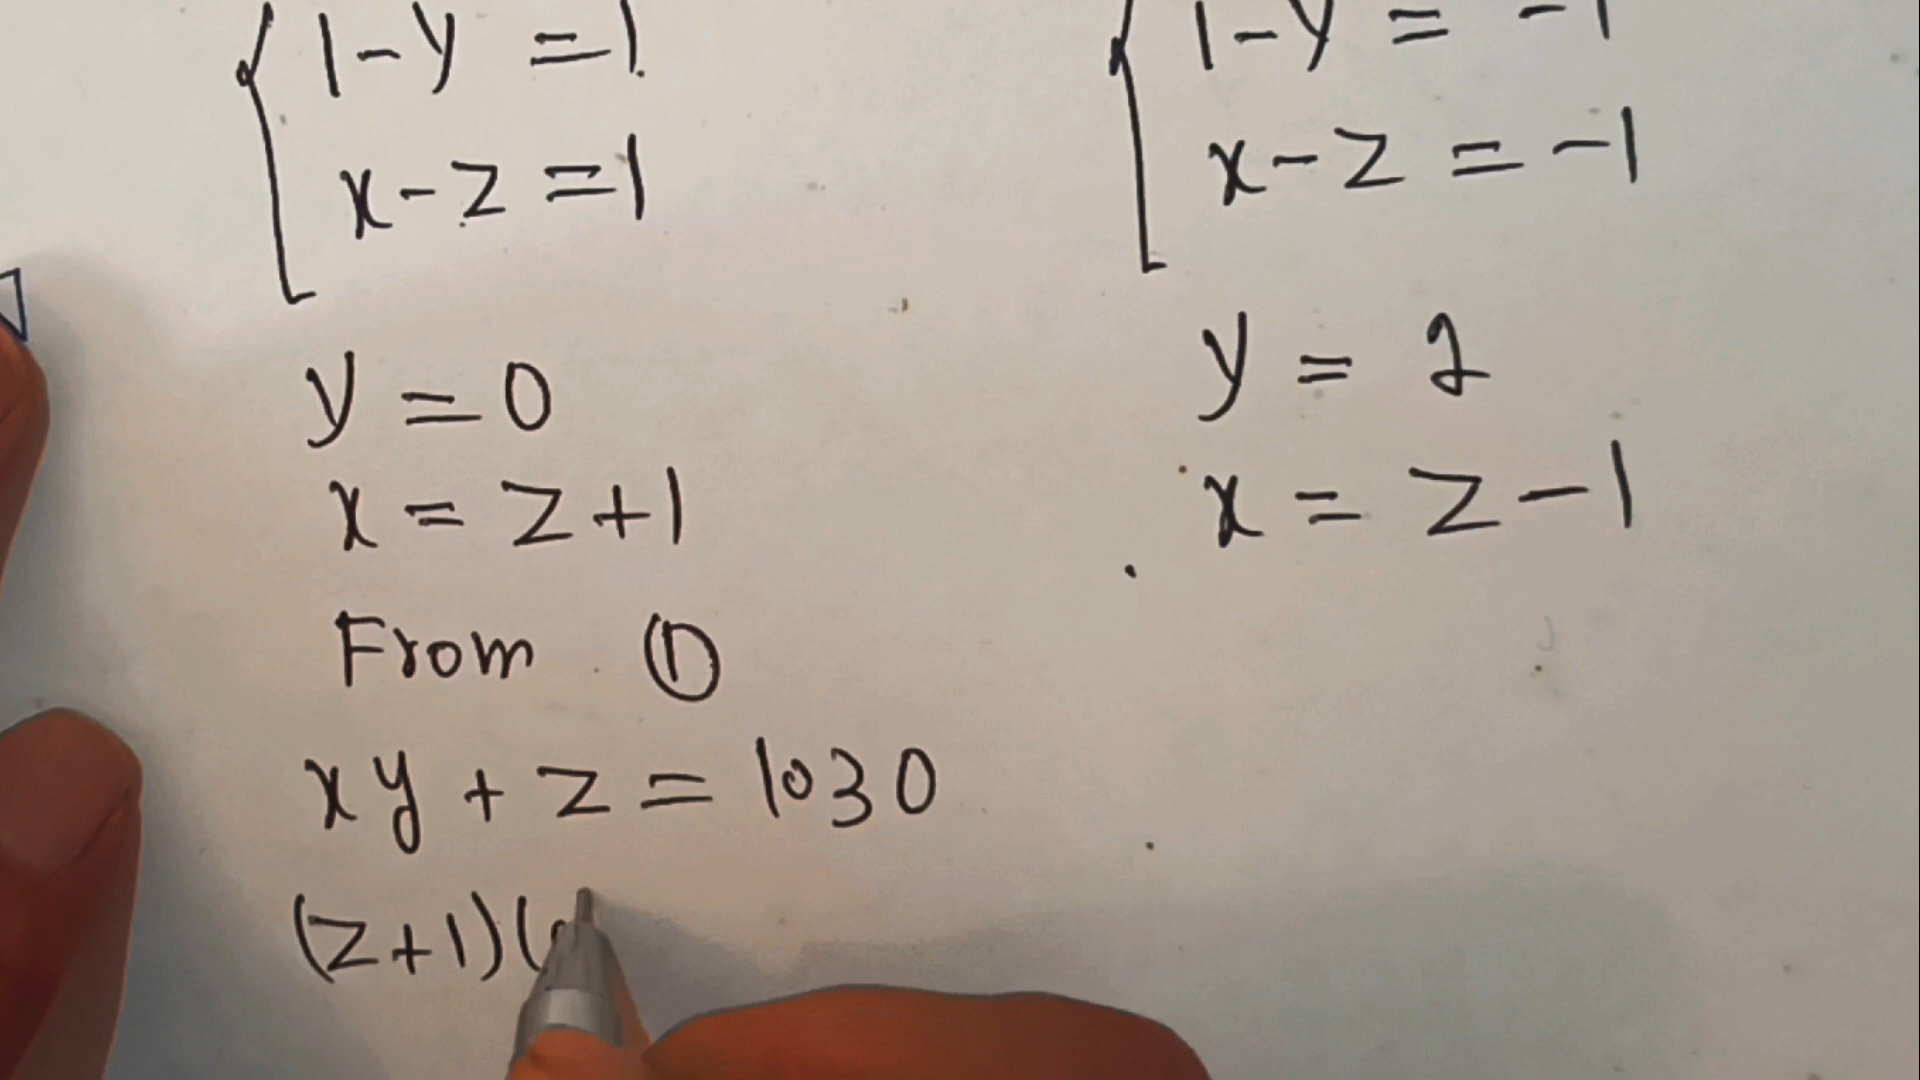 1-y = 1
x-z = 1
y = 0
x = z+1
From ①
xy + z = 1030
(z+1)(
1-y = -1
x-z = -1
y = 2
x = z-1